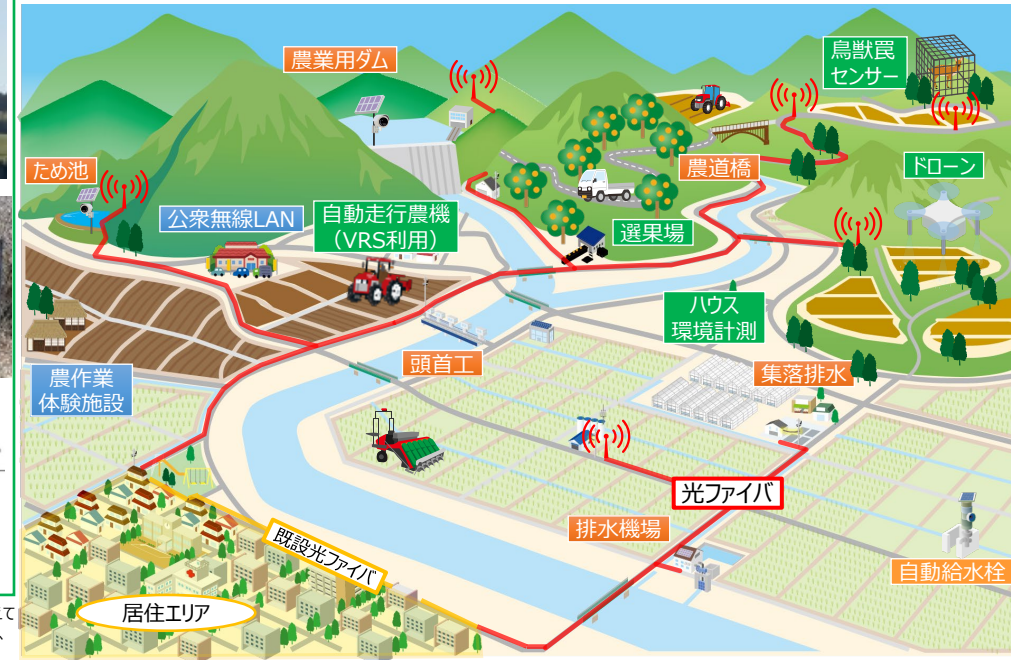 農業用ダム
鳥獣罠
センサー
ため池
農道橋
ドローン
公衆無線LAN
自動走行農機
(VRS利用)
選果場
ハウス
環境計測
頭首工
集落排水
農作業
体験施設
光ファイバ
排水機場
既設光ファイバ
自動給水栓
居住エリア